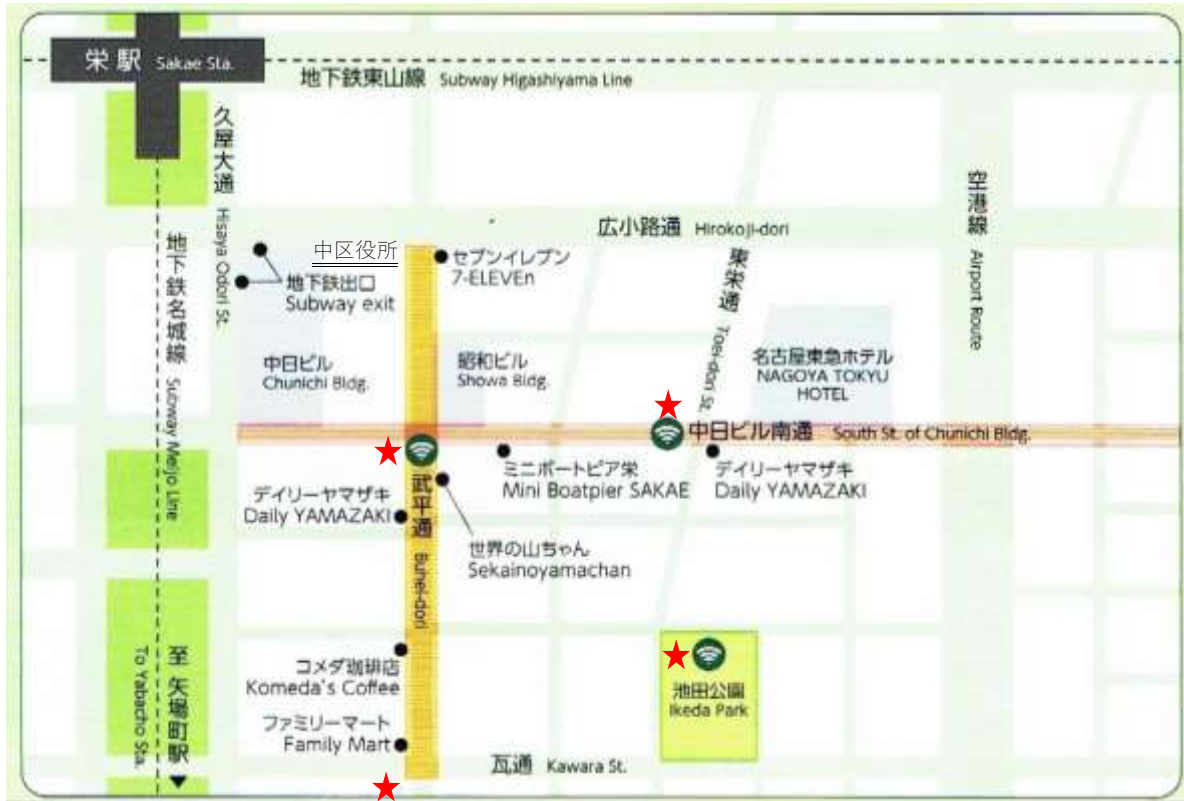 栄駅 Sakae Sta.
地下鉄東山線 Subway Higashiyama Line
久屋大通 Hisaya Odori St.
空港線 Airport Route
広小路通 Hirokoji-dori
地下鉄名城線 Subway Meijo Line
中区役所
セブンイレブン
7-ELEVEn
東栄通 Toei-dori St.
地下鉄出口
Subway exit
中日ビル
Chunichi Bldg.
昭和ビル
Showa Bldg.
名古屋東急ホテル
NAGOYA TOKYU
HOTEL
中日ビル南通 South St. of Chunichi Bldg.
ミニボートピア栄
Mini Boatpier SAKAE
デイリーヤマザキ
Daily YAMAZAKI
デイリーヤマザキ
Daily YAMAZAKI
武平通 Buhei-dori
世界の山ちゃん
Sekainoyamachan
至 矢場町駅
To Yabacho Sta.
コメダ珈琲店
Komeda's Coffee
池田公園
Ikeda Park
ファミリーマート
Family Mart
瓦通 Kawara St.